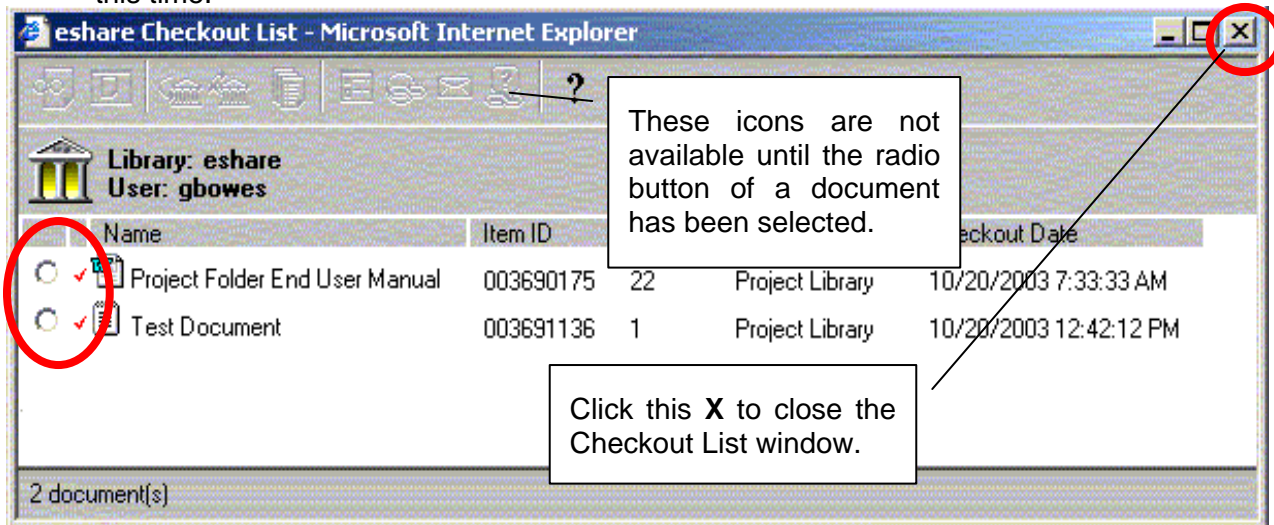 this time.
eshare Checkout List - Microsoft Internet Explorer
?
These icons are not
available until the radio
button of a document
has been selected.
Library: eshare
User: gbowes
Name Item ID eckout Date
Project Folder End User Manual 003690175 22 Project Library 10/20/2003 7:33:33 AM
Test Document 003691136 1 Project Library 10/20/2003 12:42:12 PM
Click this X to close the
Checkout List window.
2 document(s)